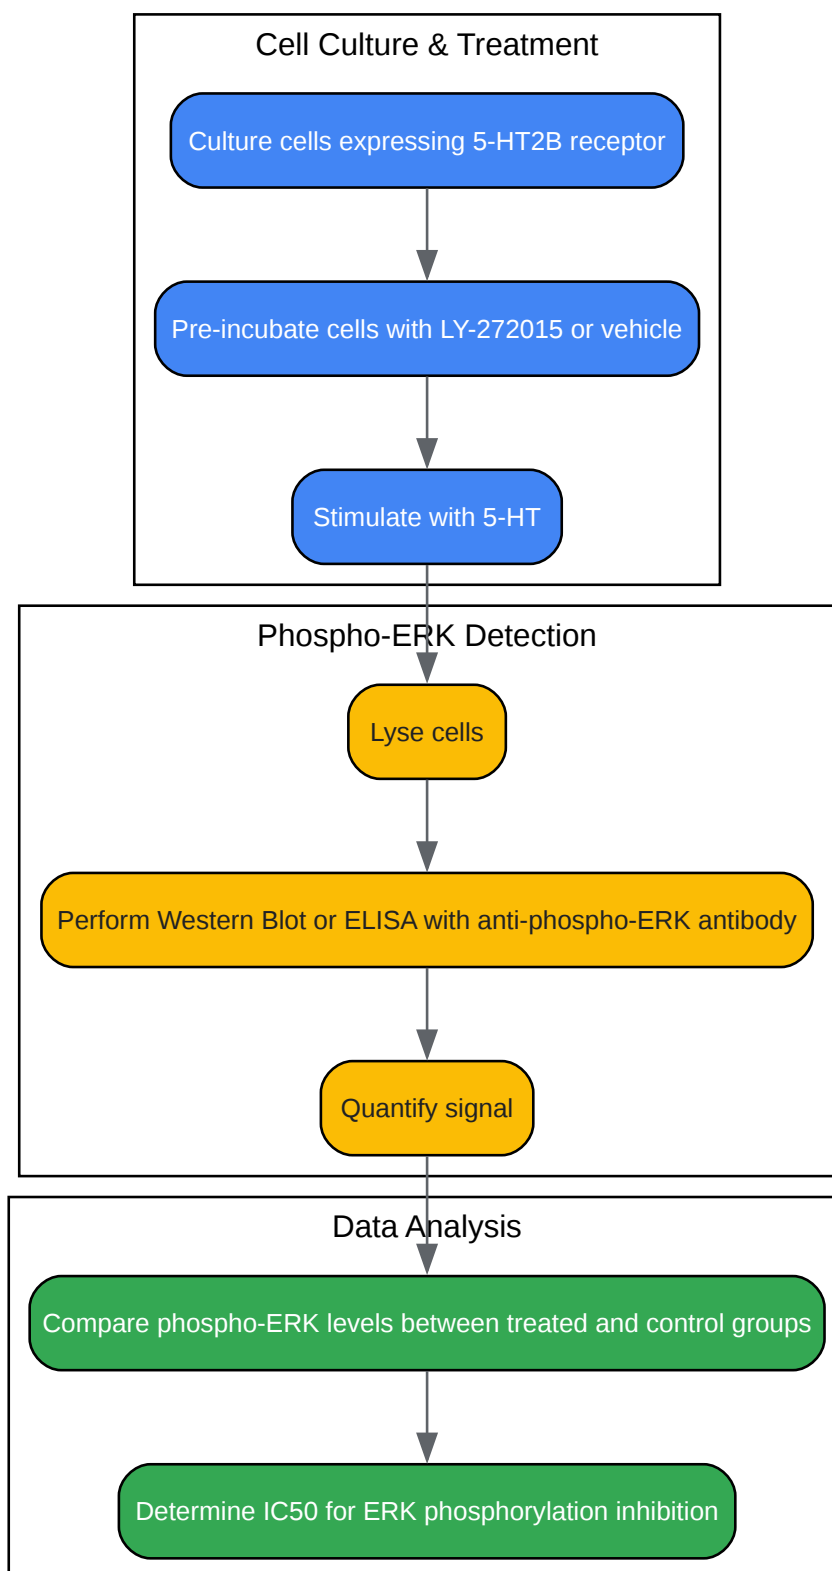 Cell Culture & Treatment
Culture cells expressing 5-HT2B receptor
Pre-incubate cells with LY-272015 or vehicle
Stimulate with 5-HT
Phospho-ERK Detection
Lyse cells
Perform Western Blot or ELISA with anti-phospho-ERK antibody
Quantify signal
Data Analysis
Compare phospho-ERK levels between treated and control groups
Determine IC50 for ERK phosphorylation inhibition